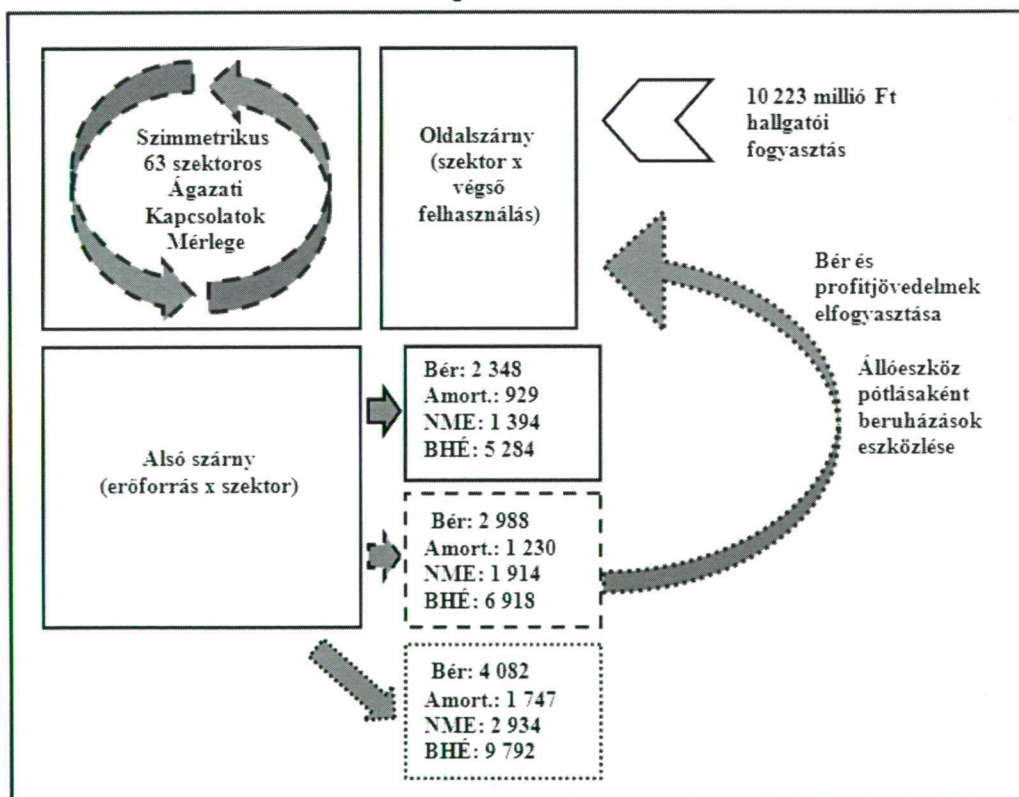 Szimmetrikus
63 szektoros
Ágazati
Kapcsolatok
Mérlege
Oldalszárny
(szektor x
végső
felhasználás)
10 223 millió Ft
hallgatói
fogyasztás
Bér és
profitjövedelmek
elfogyasztása
Állóeszköz
pótlásaként
beruházások
eszközlése
Alsó szárny
(erőforrás x szektor)
Bér: 2 348
Amort.: 929
NME: 1 394
BHÉ: 5 284
Bér: 2 988
Amort.: 1 230
NME: 1 914
BHÉ: 6 918
Bér: 4 082
Amort.: 1 747
NME: 2 934
BHÉ: 9 792